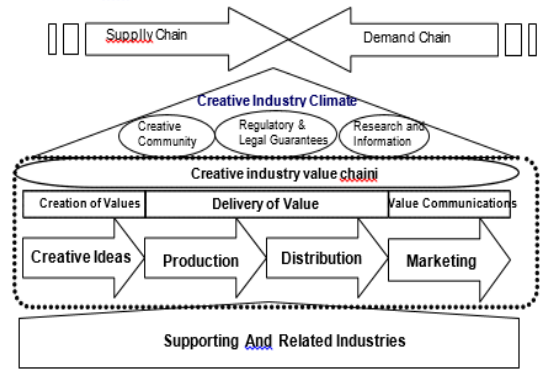 Supplly Chain
Demand Chain
Creative Industry Climate
Creative
Community
Regulatory &
Legal Guarantees
Research and
Information
Creative industry value chaini
Creation of Values
Delivery of Value
Value Communications
Creative Ideas
Production
Distribution
Marketing
Supporting And Related Industries